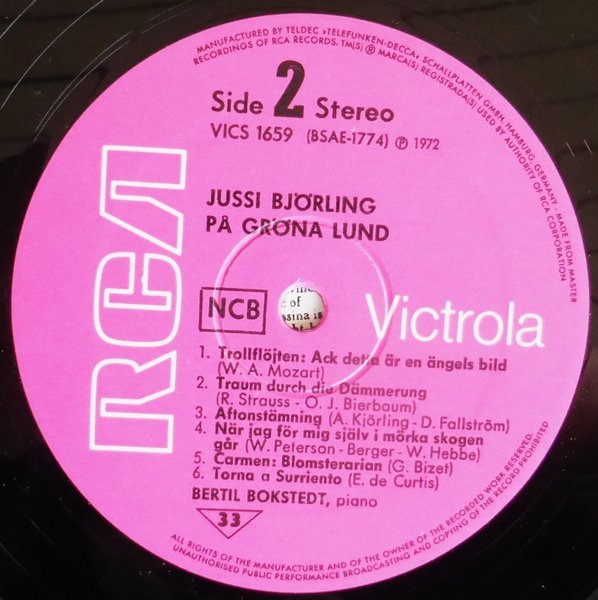 MANUFACTURED BY TELDEC »TELEFUNKEN-DECCA« SCHALLPLATTEN GMBH, HAMBURG, GERMANY - MADE FROM MASTER
RECORDINGS OF RCA RECORDS. TM(S) ® MARCA(S) REGISTRADA(S) USED BY AUTHORITY OF RCA CORPORATION
Side 2 Stereo
VICS 1659 (BSAE-1774) ℗ 1972
JUSSI BJÖRLING
PÅ GRÖNA LUND
RCA
NCB
of
ssina is
Victrola
1. Trollflöjten: Ack detta är en ängels bild
(W. A. Mozart)
2. Traum durch die Dämmerung
(R. Strauss - O. J. Bierbaum)
3. Aftonstämning (A. Kjörling - D. Fallström)
4. När jag för mig själv i mörka skogen
går (W. Peterson - Berger - W. Hebbe)
5. Carmen: Blomsterarian (G. Bizet)
6. Torna a Surriento (E. de Curtis)
BERTIL BOKSTEDT, piano
33
ALL RIGHTS OF THE MANUFACTURER AND OF THE OWNER OF THE RECORDED WORK RESERVED.
UNAUTHORISED PUBLIC PERFORMANCE BROADCASTING AND COPYING OF THE RECORD PROHIBITED